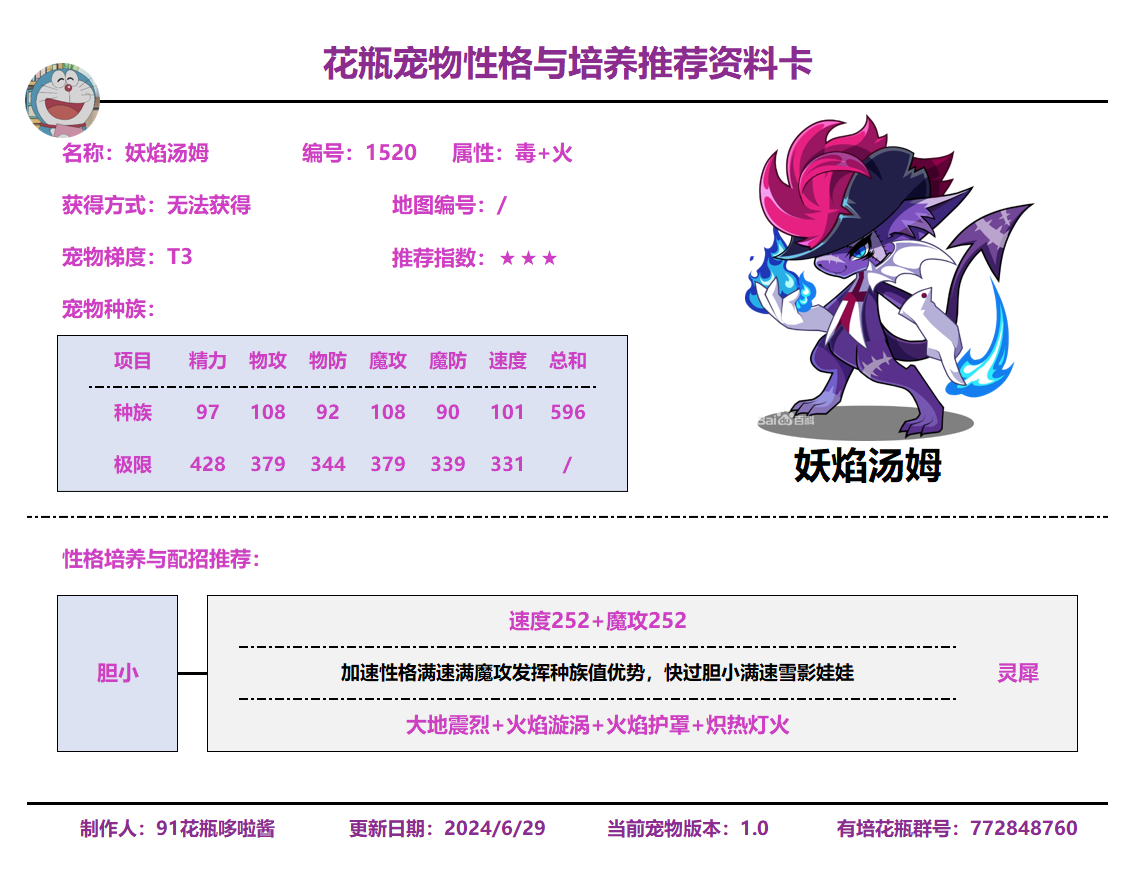 花瓶宠物性格与培养推荐资料卡
名称：妖焰汤姆 编号：1520 属性：毒+火
获得方式：无法获得 地图编号：/
宠物梯度：T3 推荐指数：★★★
宠物种族：
项目 精力 物攻 物防 魔攻 魔防 速度 总和
种族 97 108 92 108 90 101 596
极限 428 379 344 379 339 331 /
Bai 百科
妖焰汤姆
性格培养与配招推荐：
胆小
速度252+魔攻252
加速性格满速满魔攻发挥种族值优势，快过胆小满速雪影娃娃
灵犀
大地震烈+火焰漩涡+火焰护罩+炽热灯火
制作人：91花瓶哆啦酱 更新日期：2024/6/29 当前宠物版本：1.0 有培花瓶群号：772848760